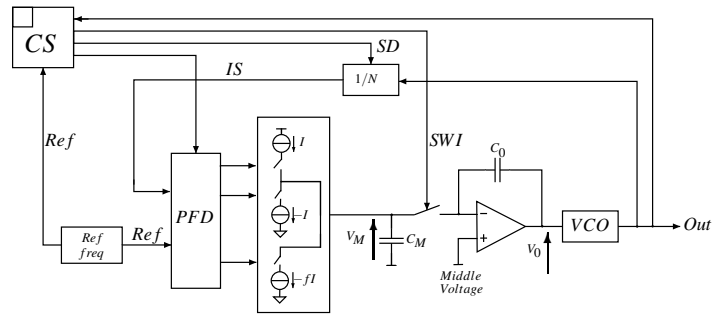 CS
SD
IS
1/N
Ref
SWI
C0
I
PFD
−I
VM
CM
−
+
VCO
Out
Ref
freq
Ref
V0
−fI
Middle
Voltage